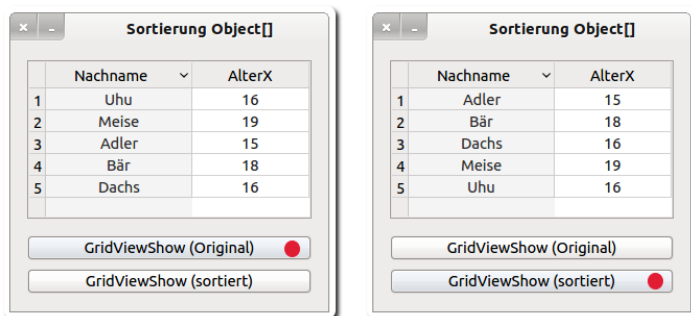 Sortierung Object[]
Nachname AlterX
1 Uhu 16
2 Meise 19
3 Adler 15
4 Bär 18
5 Dachs 16
GridViewShow (Original)
GridViewShow (sortiert)
Sortierung Object[]
Nachname AlterX
1 Adler 15
2 Bär 18
3 Dachs 16
4 Meise 19
5 Uhu 16
GridViewShow (Original)
GridViewShow (sortiert)